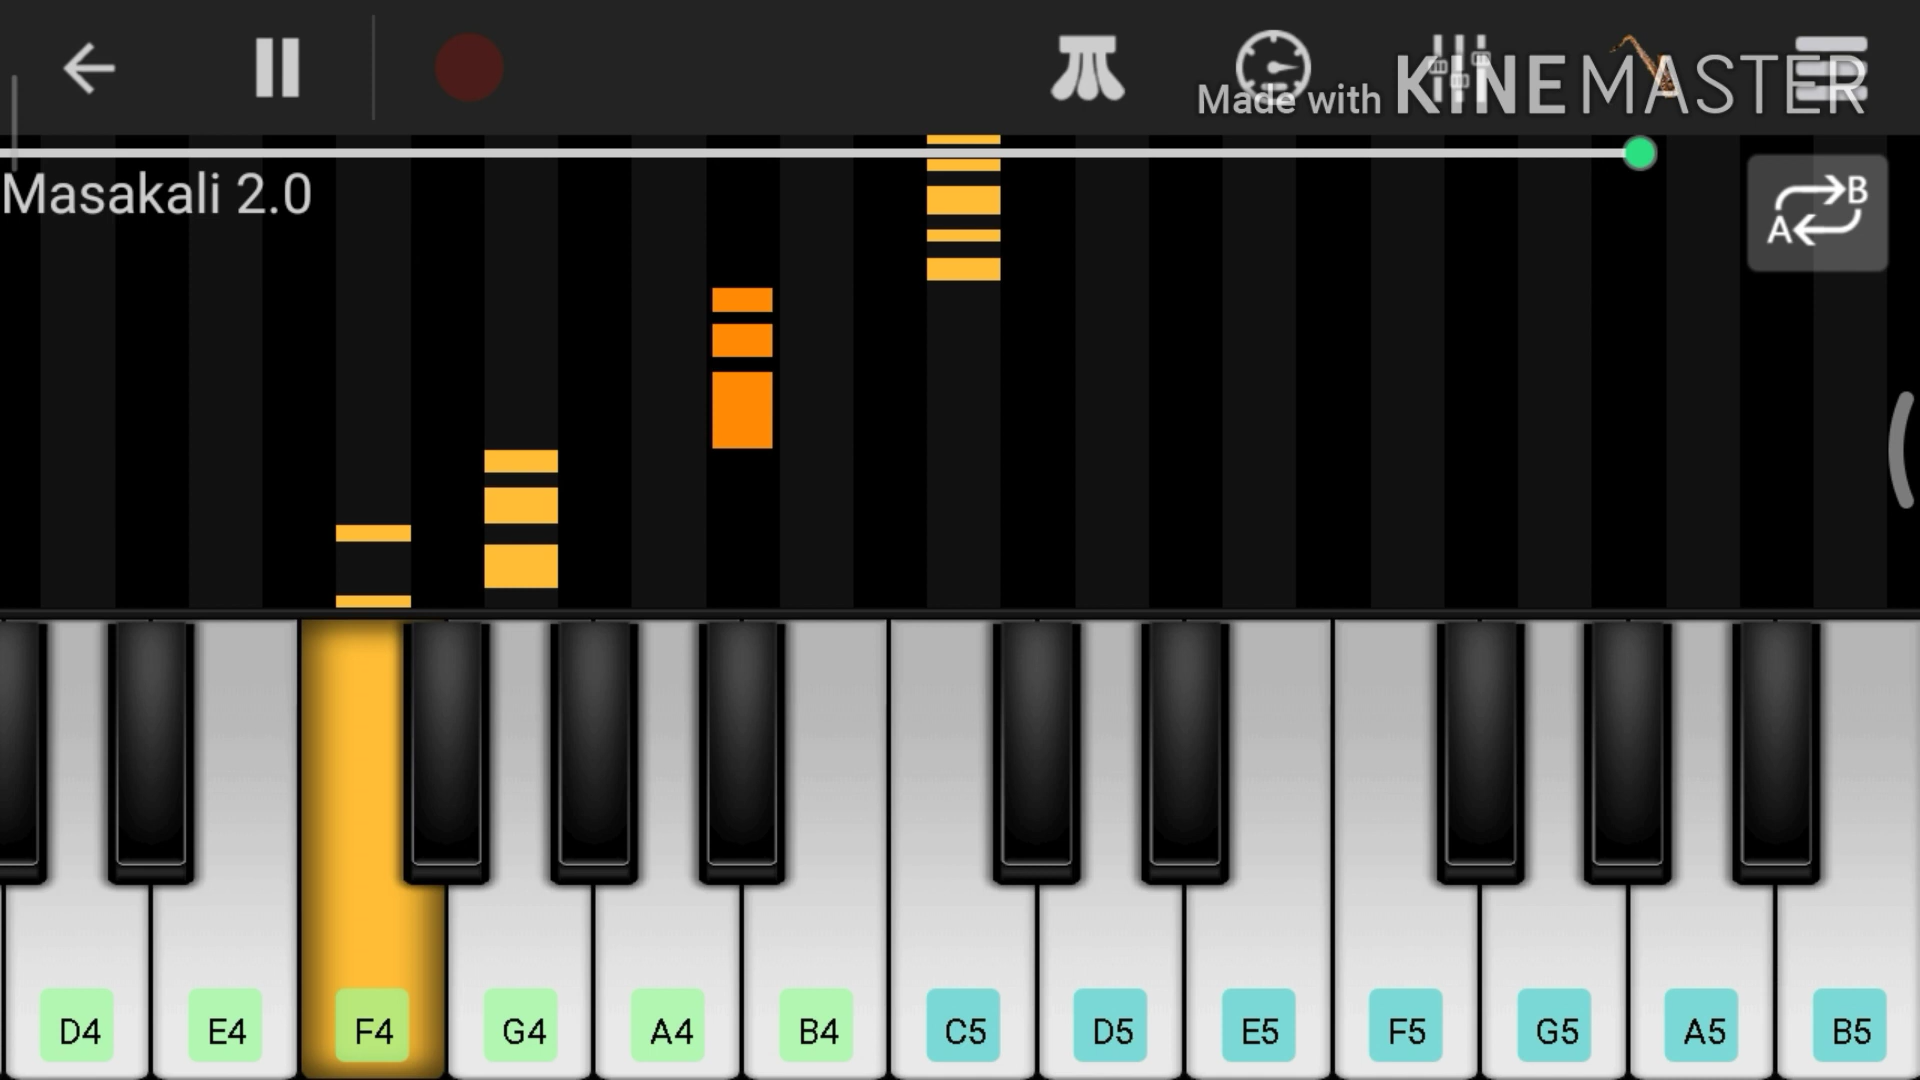 Made with KINEMASTER
Masakali 2.0
B
A
D4 E4 F4 G4 A4 B4 C5 D5 E5 F5 G5 A5 B5